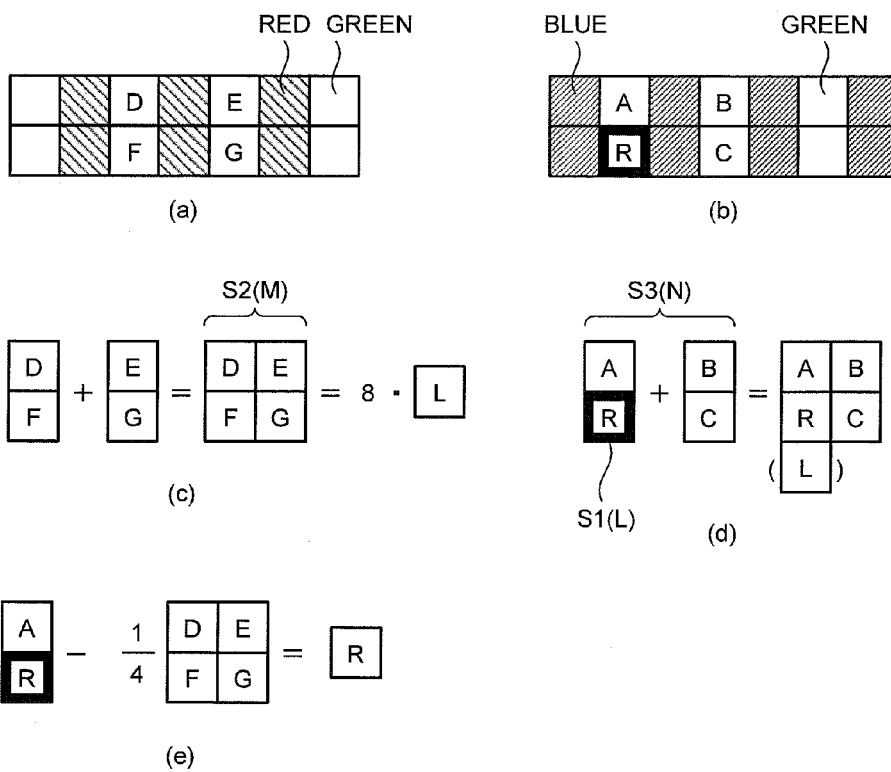 RED GREEN
BLUE GREEN
D E
F G
A B
R C
(a)
(b)
S2(M)
S3(N)
D + E = D E = 8 · L
F G F G
A + B = A B
R C R C
( L )
S1(L)
(c)
(d)
A − 1/4 D E = R
R F G
(e)